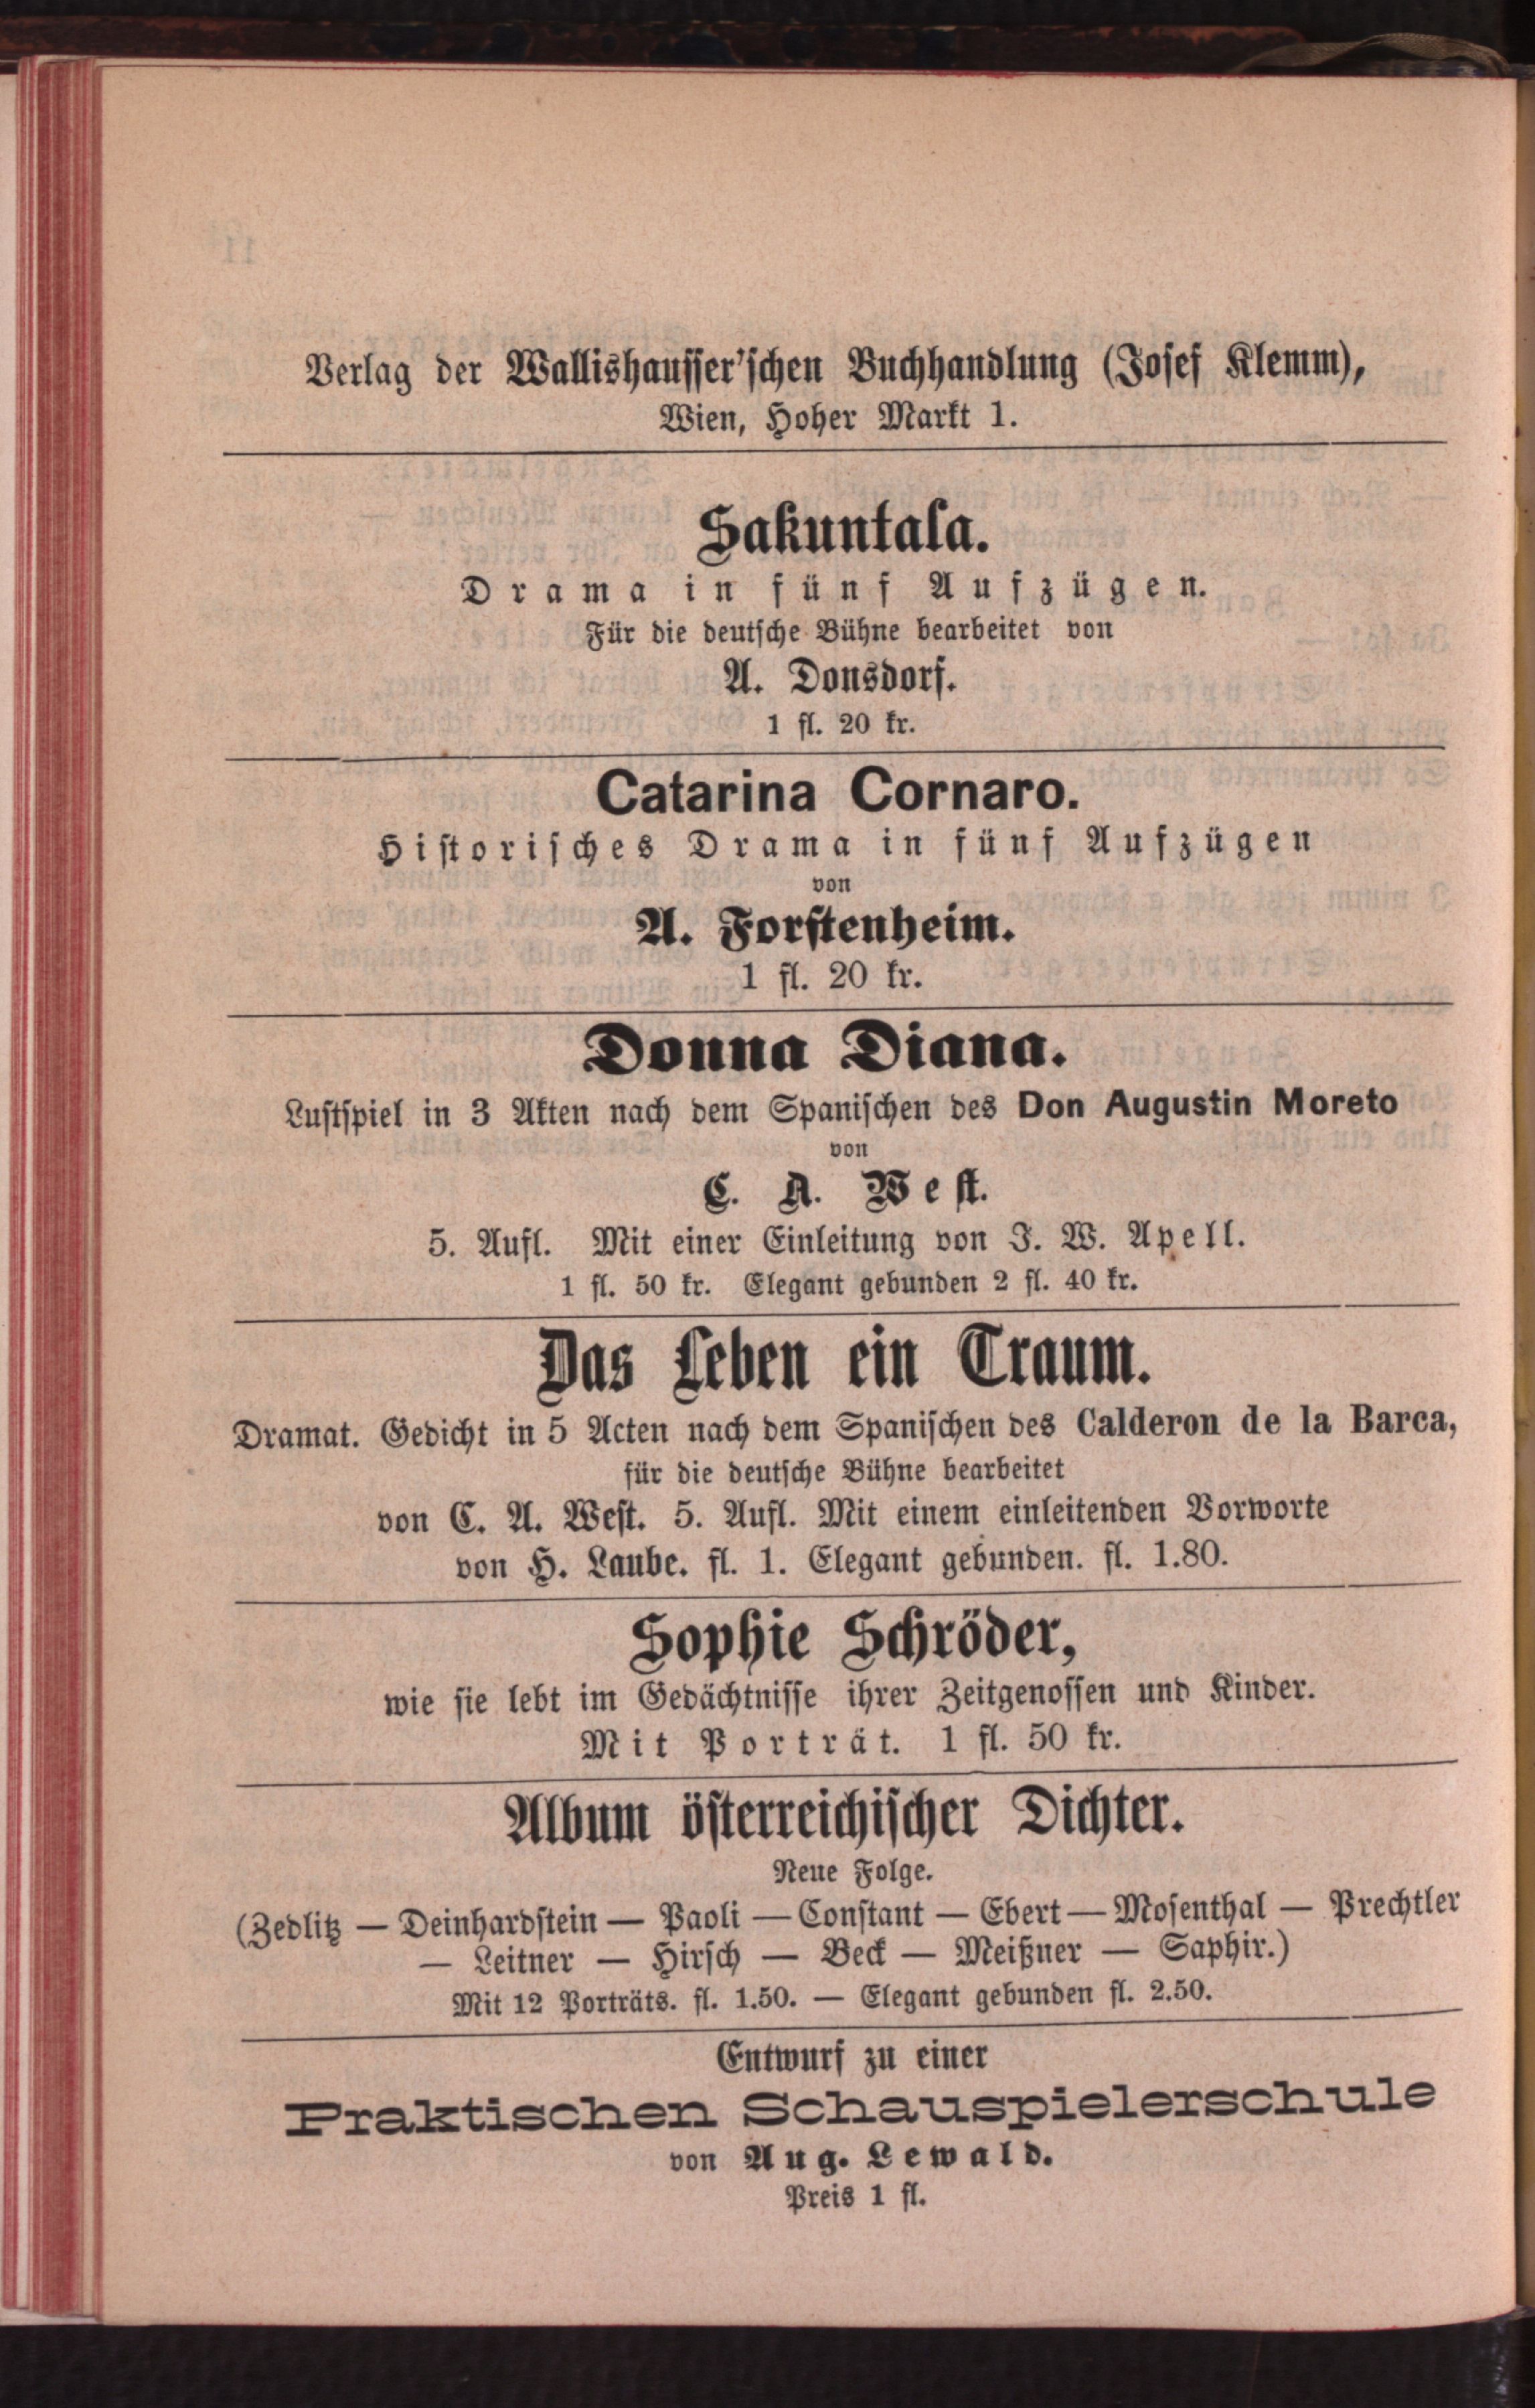 Verlag der Wallishausser'schen Buchhandlung (Josef Klemm),
Wien, Hoher Markt 1.
Sakuntala.
Drama in fünf Aufzügen.
Für die deutsche Bühne bearbeitet von
A. Donsdorf.
1 fl. 20 kr.
Catarina Cornaro.
Historisches Drama in fünf Aufzügen
von
A. Forstenheim.
1 fl. 20 kr.
Donna Diana.
Lustspiel in 3 Akten nach dem Spanischen des Don Augustin Moreto
von
C. A. West.
5. Aufl. Mit einer Einleitung von J. W. Apell.
1 fl. 50 kr. Elegant gebunden 2 fl. 40 kr.
Das Leben ein Traum.
Dramat. Gedicht in 5 Acten nach dem Spanischen des Calderon de la Barca,
für die deutsche Bühne bearbeitet
von C. A. West. 5. Aufl. Mit einem einleitenden Vorworte
von H. Laube. fl. 1. Elegant gebunden. fl. 1.80.
Sophie Schröder,
wie sie lebt im Gedächtnisse ihrer Zeitgenossen und Kinder.
Mit Porträt. 1 fl. 50 kr.
Album österreichischer Dichter.
Neue Folge.
(Zedlitz — Deinhardstein — Paoli — Constant — Ebert — Mosenthal — Prechtler
— Leitner — Hirsch — Beck — Meißner — Saphir.)
Mit 12 Porträts. fl. 1.50. — Elegant gebunden fl. 2.50.
Entwurf zu einer
Praktischen Schauspielerschule
von Aug. Lewald.
Preis 1 fl.